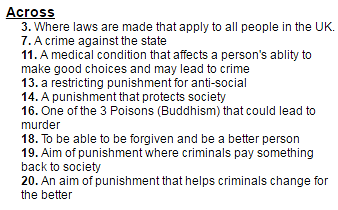 Across
3. Where laws are made that apply to all people in the UK.
7. A crime against the state
11. A medical condition that affects a person's ablity to
make good choices and may lead to crime
13. a restricting punishment for anti-social
14. A punishment that protects society
16. One of the 3 Poisons (Buddhism) that could lead to
murder
18. To be able to be forgiven and be a better person
19. Aim of punishment where criminals pay something
back to society
20. An aim of punishment that helps criminals change for
the better